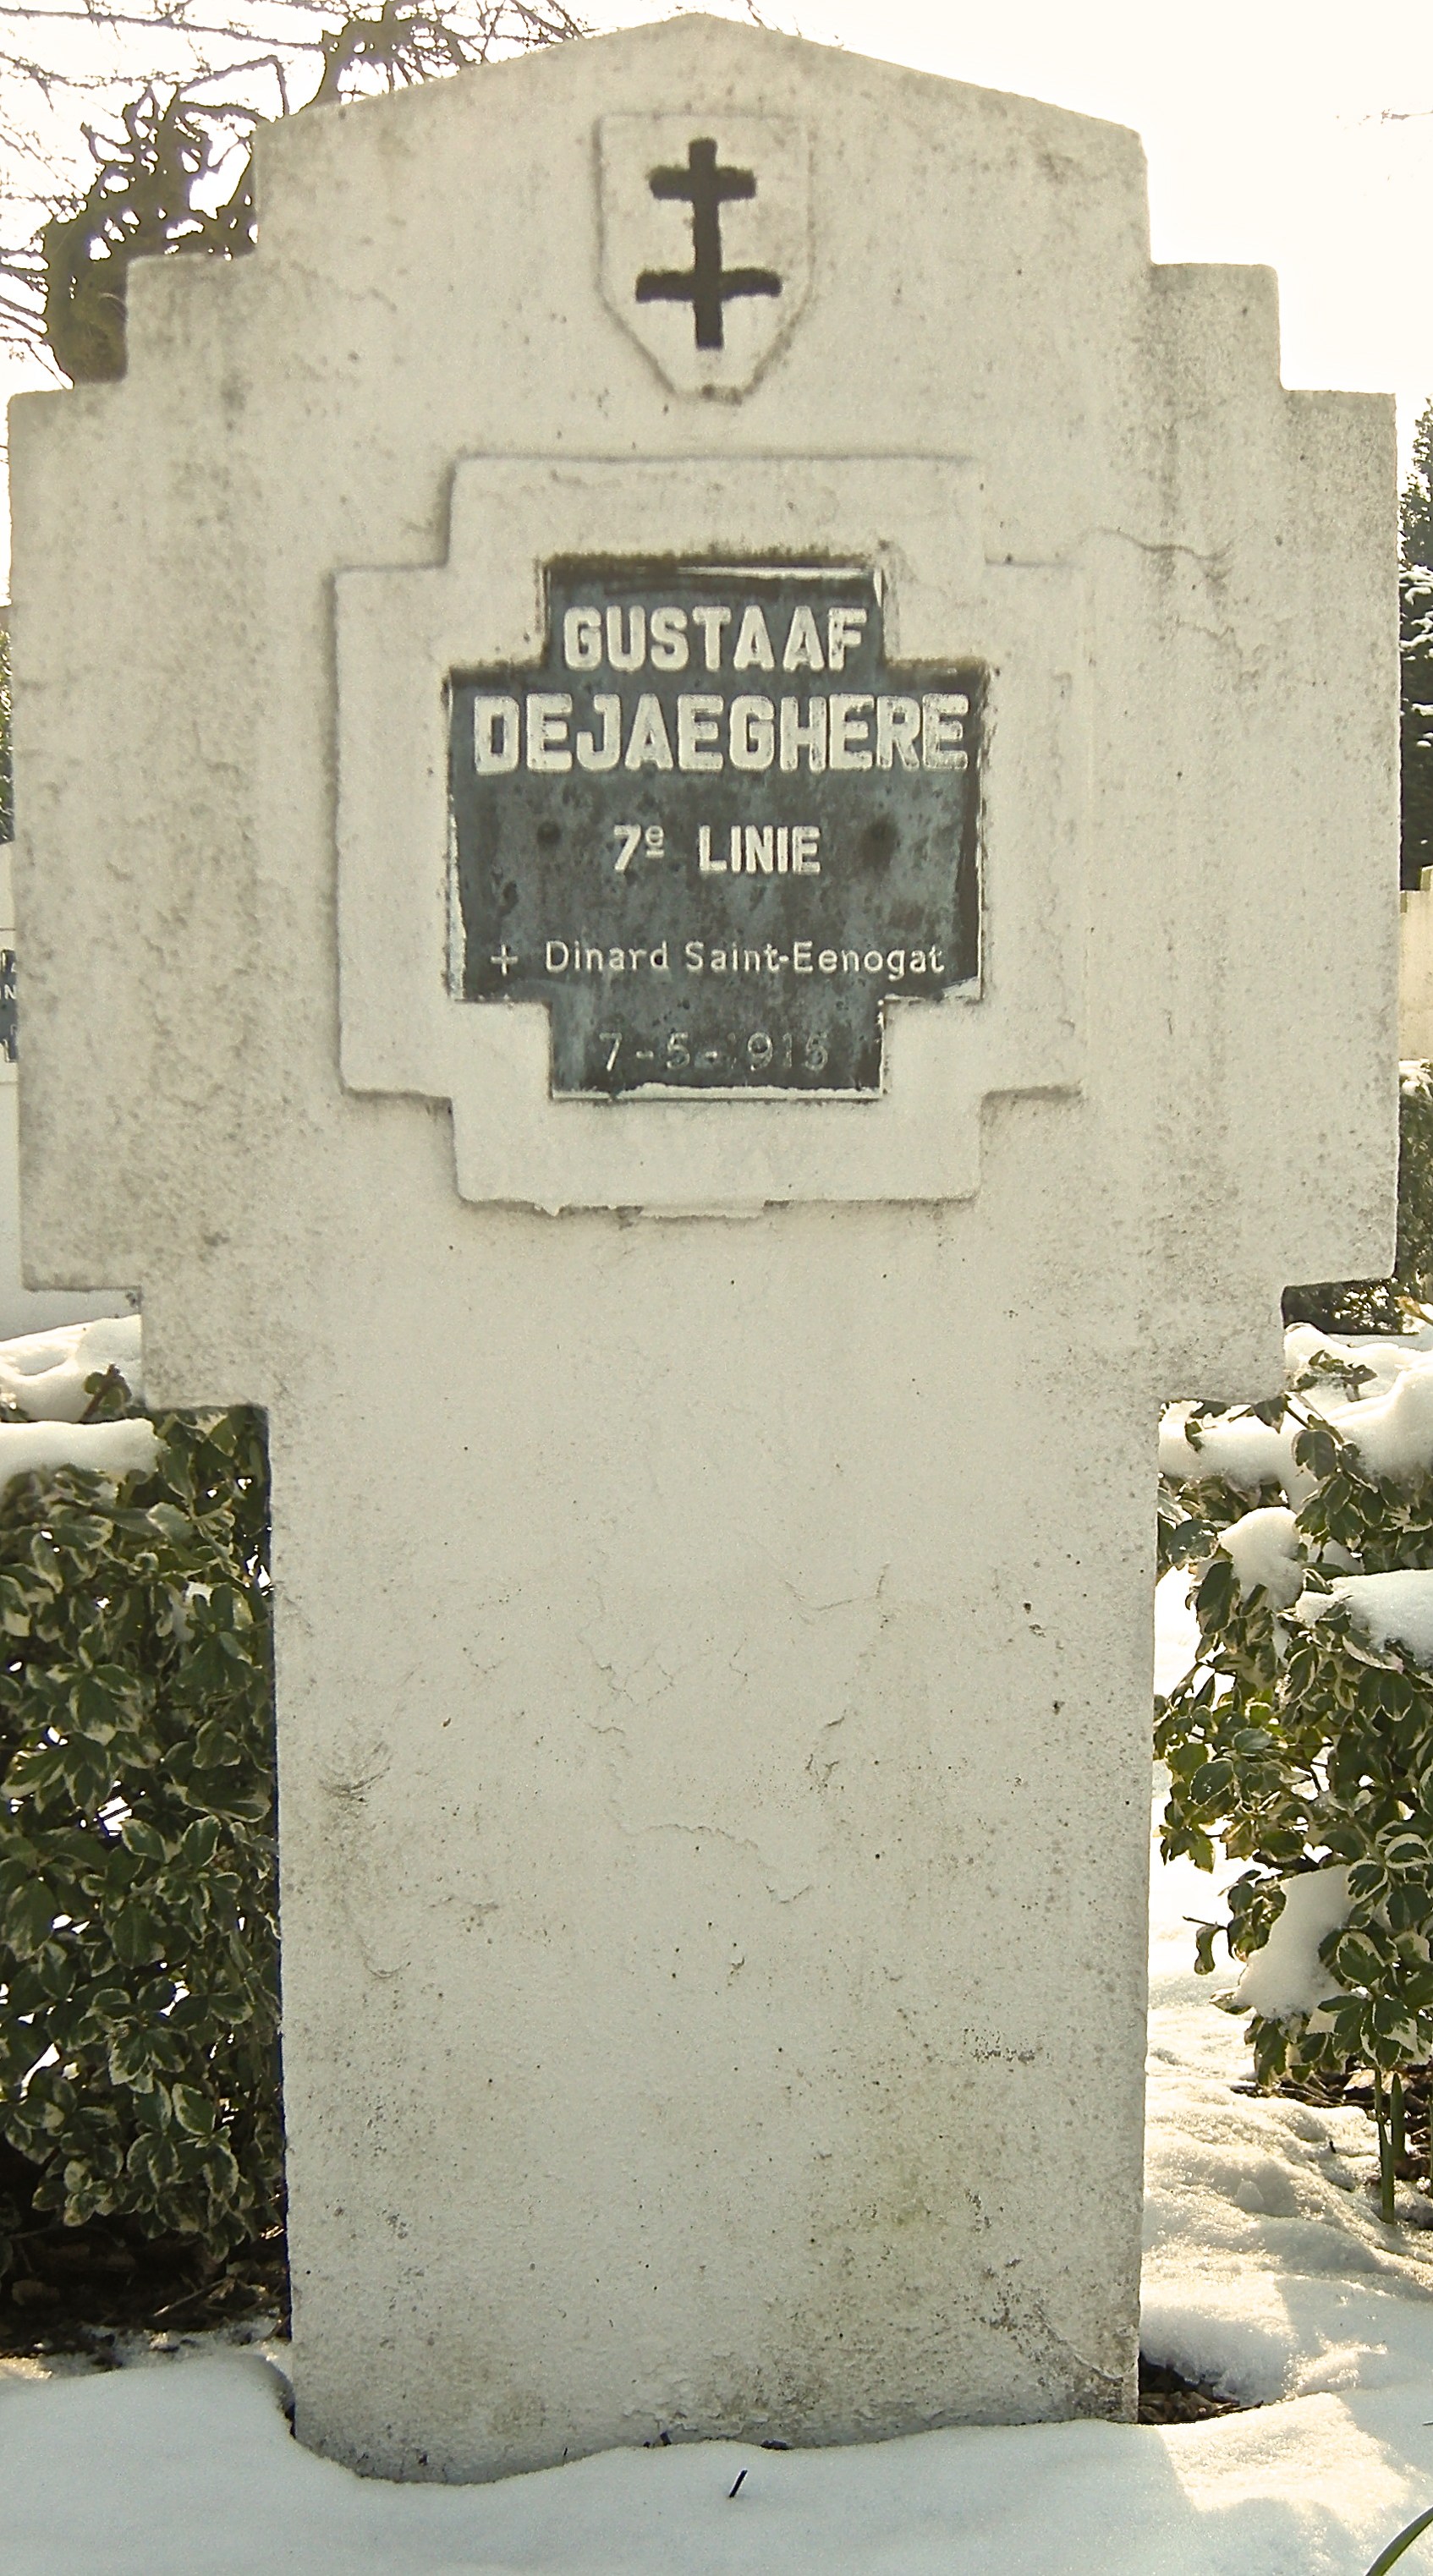 GUSTAAF
DEJAEGHERE
7e LINIE
+ Dinard Saint-Eenogat
7-5-1915